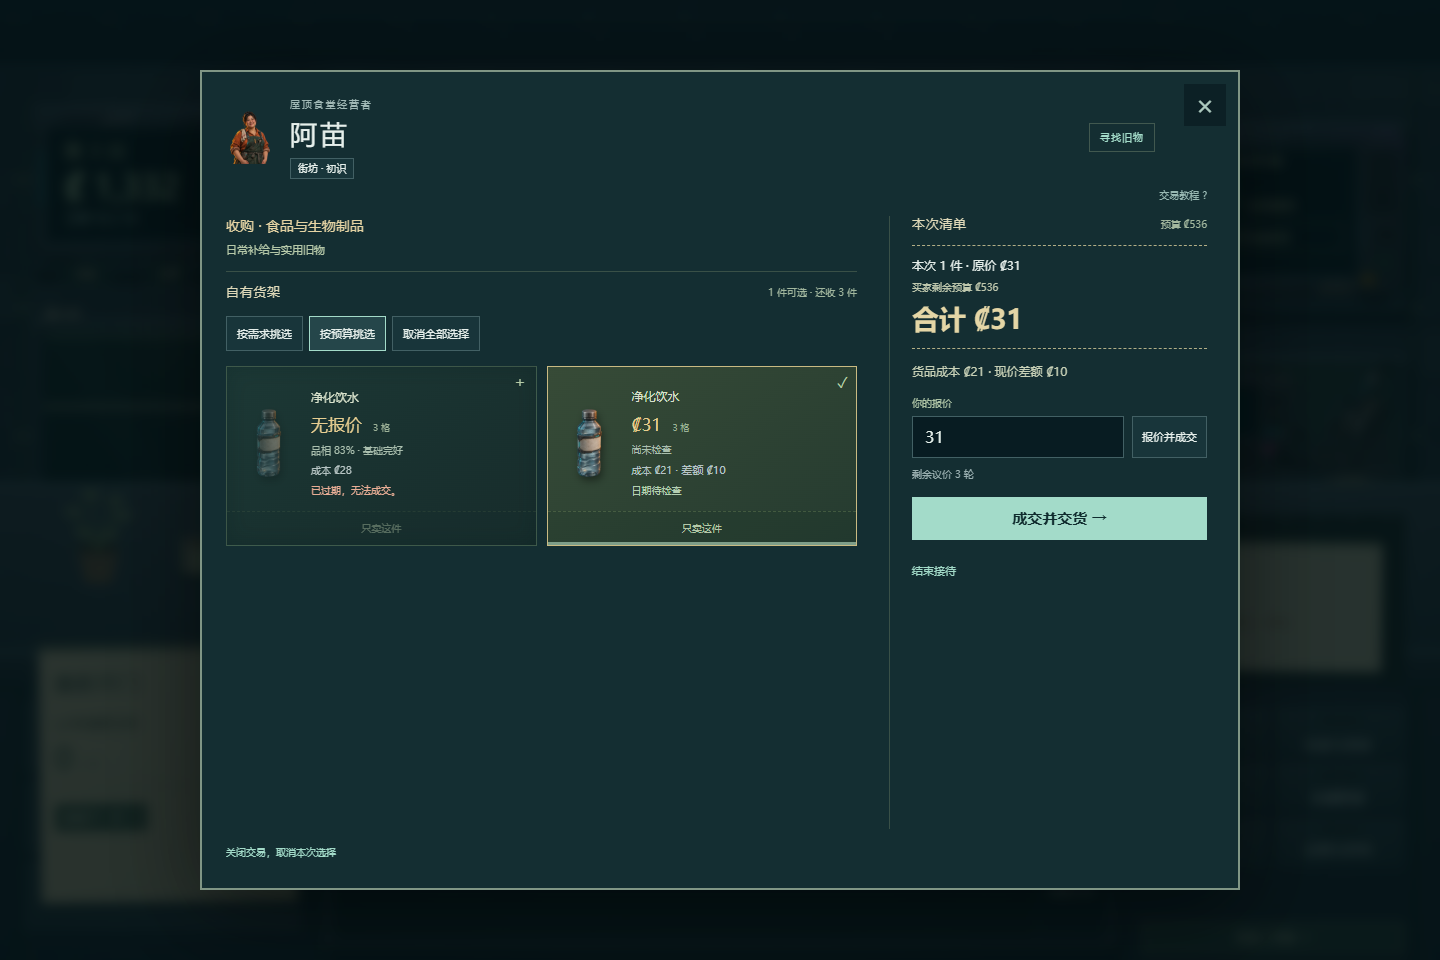 屋顶食堂经营者
阿苗
街坊 · 初识
寻找旧物
交易教程 ?
收购 · 食品与生物制品
日常补给与实用旧物
自有货架
1 件可选 · 还收 3 件
按需求挑选
按预算挑选
取消全部选择
+
净化饮水
无报价 3 格
品相 83% · 基础完好
成本 ₡28
已过期，无法成交。
只卖这件
✓
净化饮水
₡31 3 格
尚未检查
成本 ₡21 · 差额 ₡10
日期待检查
只卖这件
本次清单
预算 ₡536
本次 1 件 · 原价 ₡31
买家剩余预算 ₡536
合计 ₡31
货品成本 ₡21 · 现价差额 ₡10
你的报价
31
报价并成交
剩余议价 3 轮
成交并交货 →
结束接待
关闭交易，取消本次选择